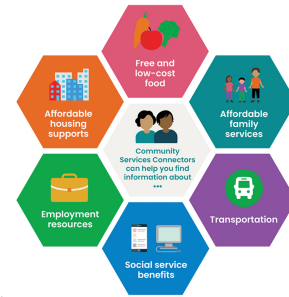 Free and
low-cost
food
Affordable
housing
supports
Affordable
family
services
Community
Services Connectors
can help you find
information about
...
Employment
resources
Transportation
Social service
benefits